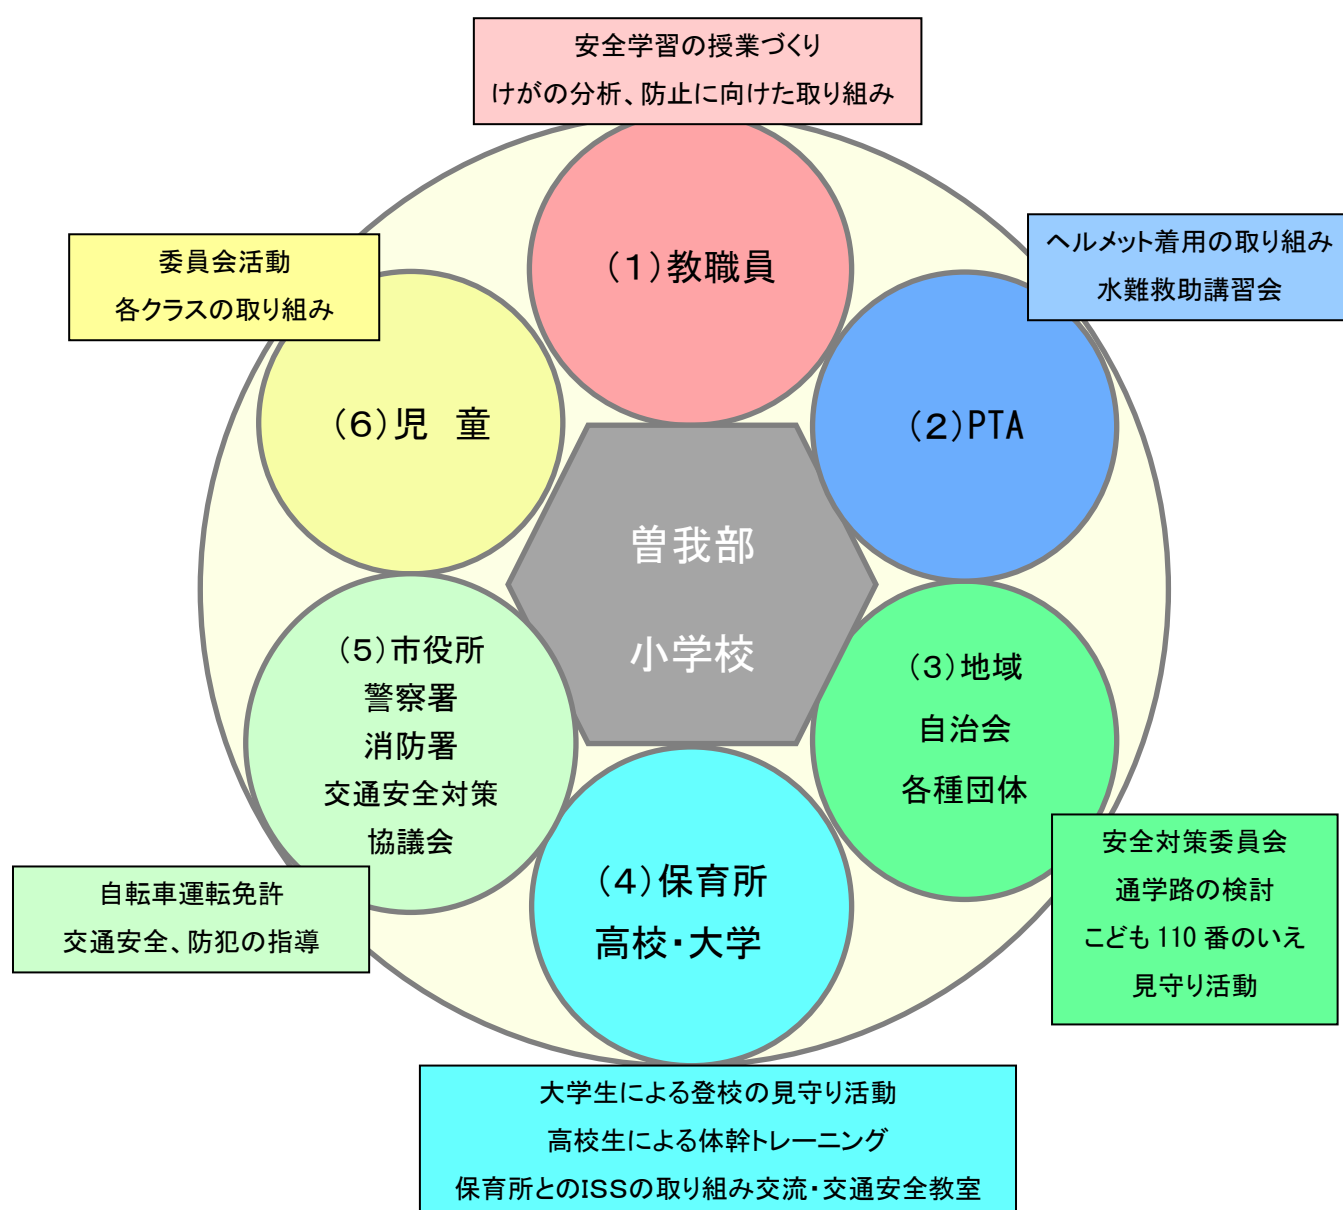 安全学習の授業づくり
けがの分析、防止に向けた取り組み
(1)教職員
ヘルメット着用の取り組み
水難救助講習会
(2)PTA
(3)地域
自治会
各種団体
安全対策委員会
通学路の検討
こども110番のいえ
見守り活動
(4)保育所
高校・大学
大学生による登校の見守り活動
高校生による体幹トレーニング
保育所とのISSの取り組み交流・交通安全教室
(5)市役所
警察署
消防署
交通安全対策
協議会
自転車運転免許
交通安全、防犯の指導
(6)児　童
委員会活動
各クラスの取り組み
曽我部
小学校